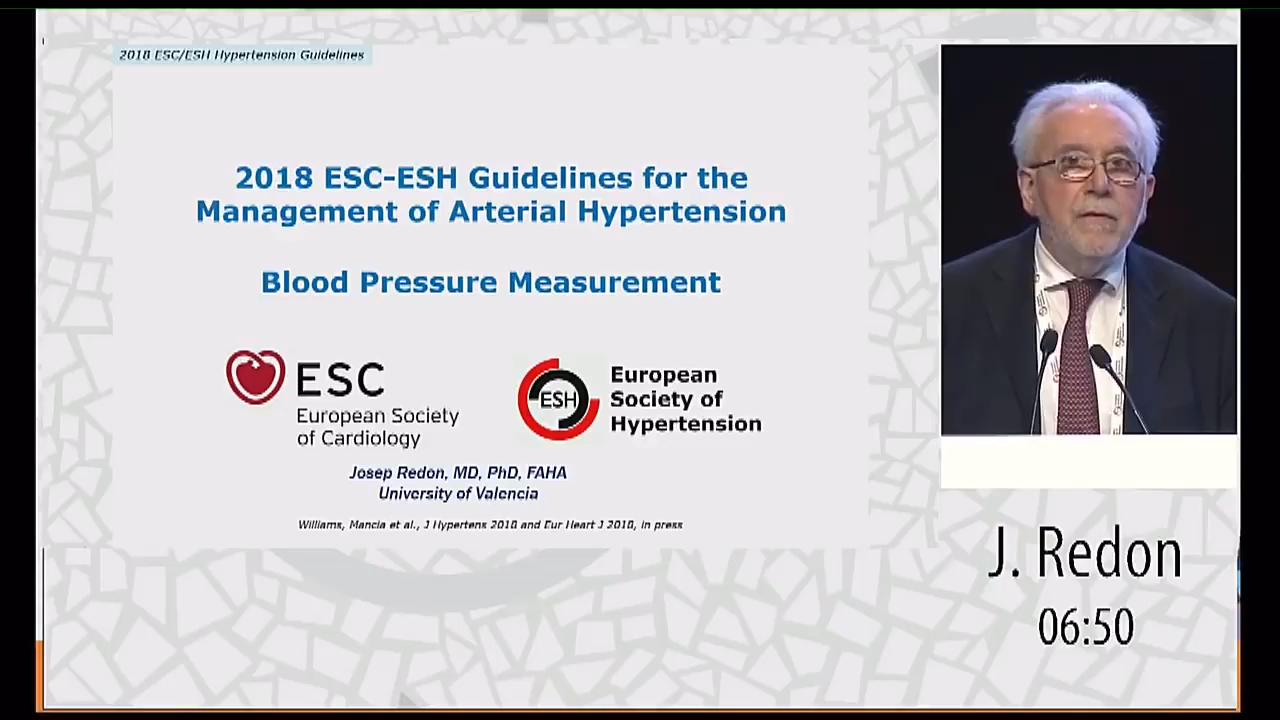 2018 ESC/ESH Hypertension Guidelines
2018 ESC-ESH Guidelines for the
Management of Arterial Hypertension
Blood Pressure Measurement
ESC
European Society
of Cardiology
ESH
European
Society of
Hypertension
Josep Redon, MD, PhD, FAHA
University of Valencia
Williams, Mancia et al., J Hypertens 2018 and Eur Heart J 2018, in press
J. Redon
06:50